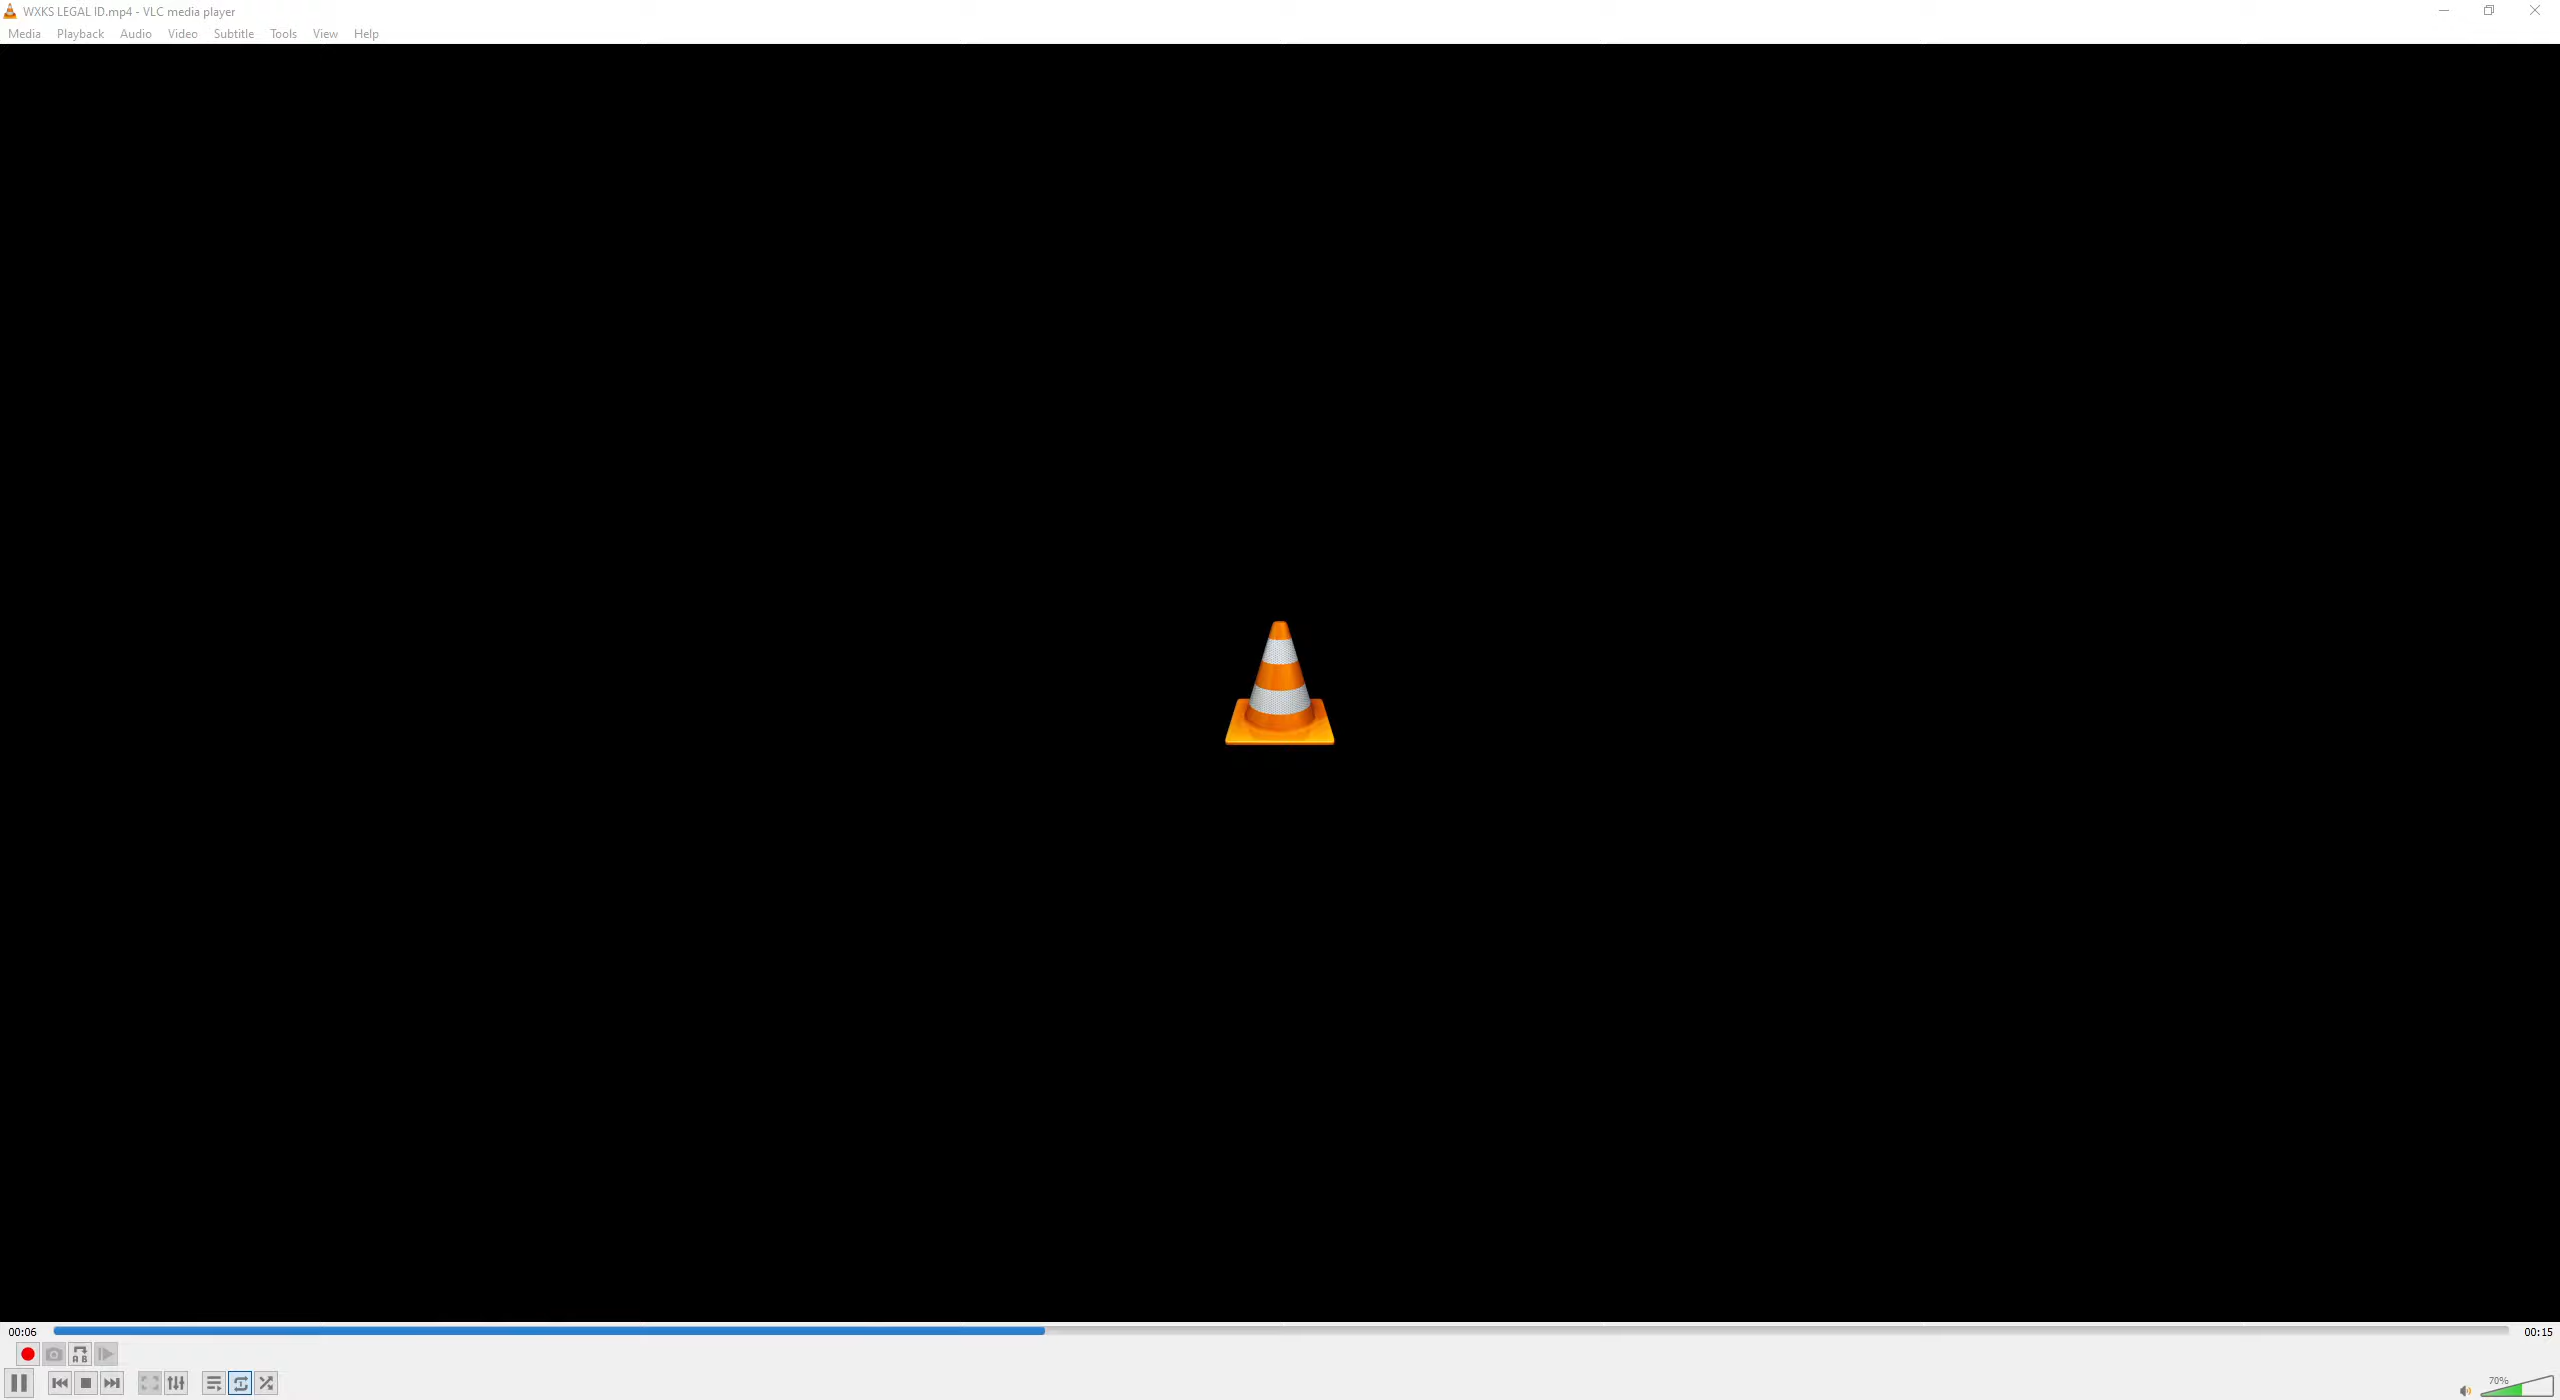 WXKS LEGAL ID.mp4 - VLC media player
Media Playback Audio Video Subtitle Tools View Help
00:06
00:15
A B
70%